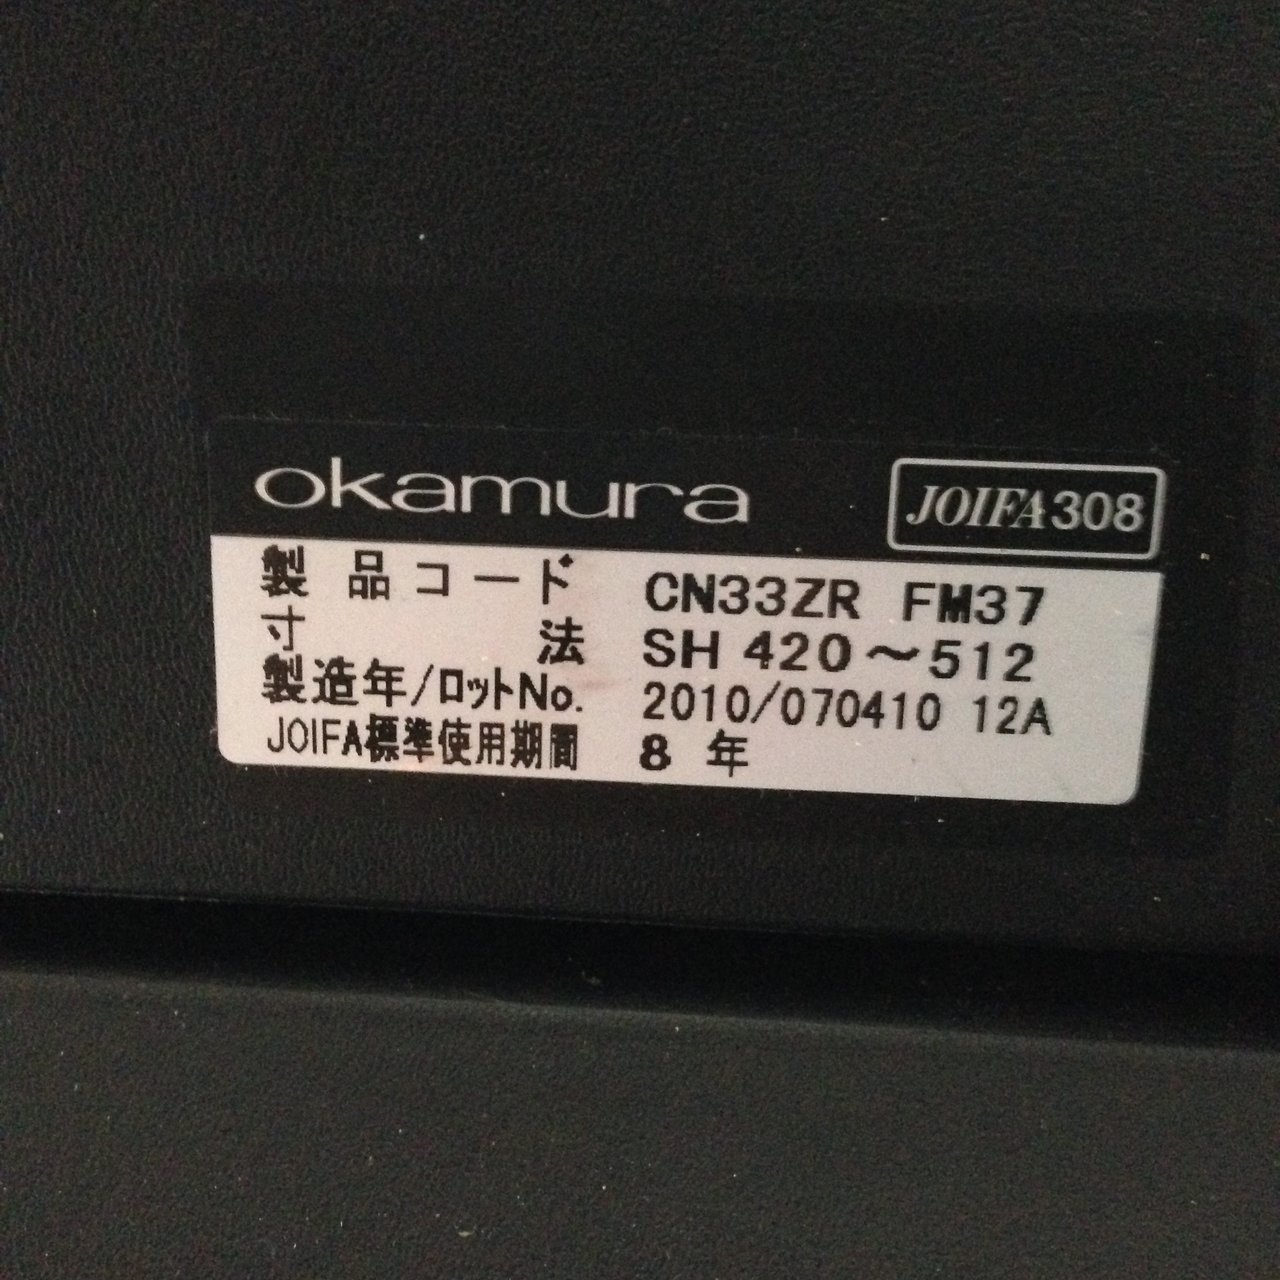 okamura JOIFA308
製品コード CN33ZR FM37
寸法 SH 420～512
製造年/ロットNo. 2010/070410 12A
JOIFA標準使用期間 8年